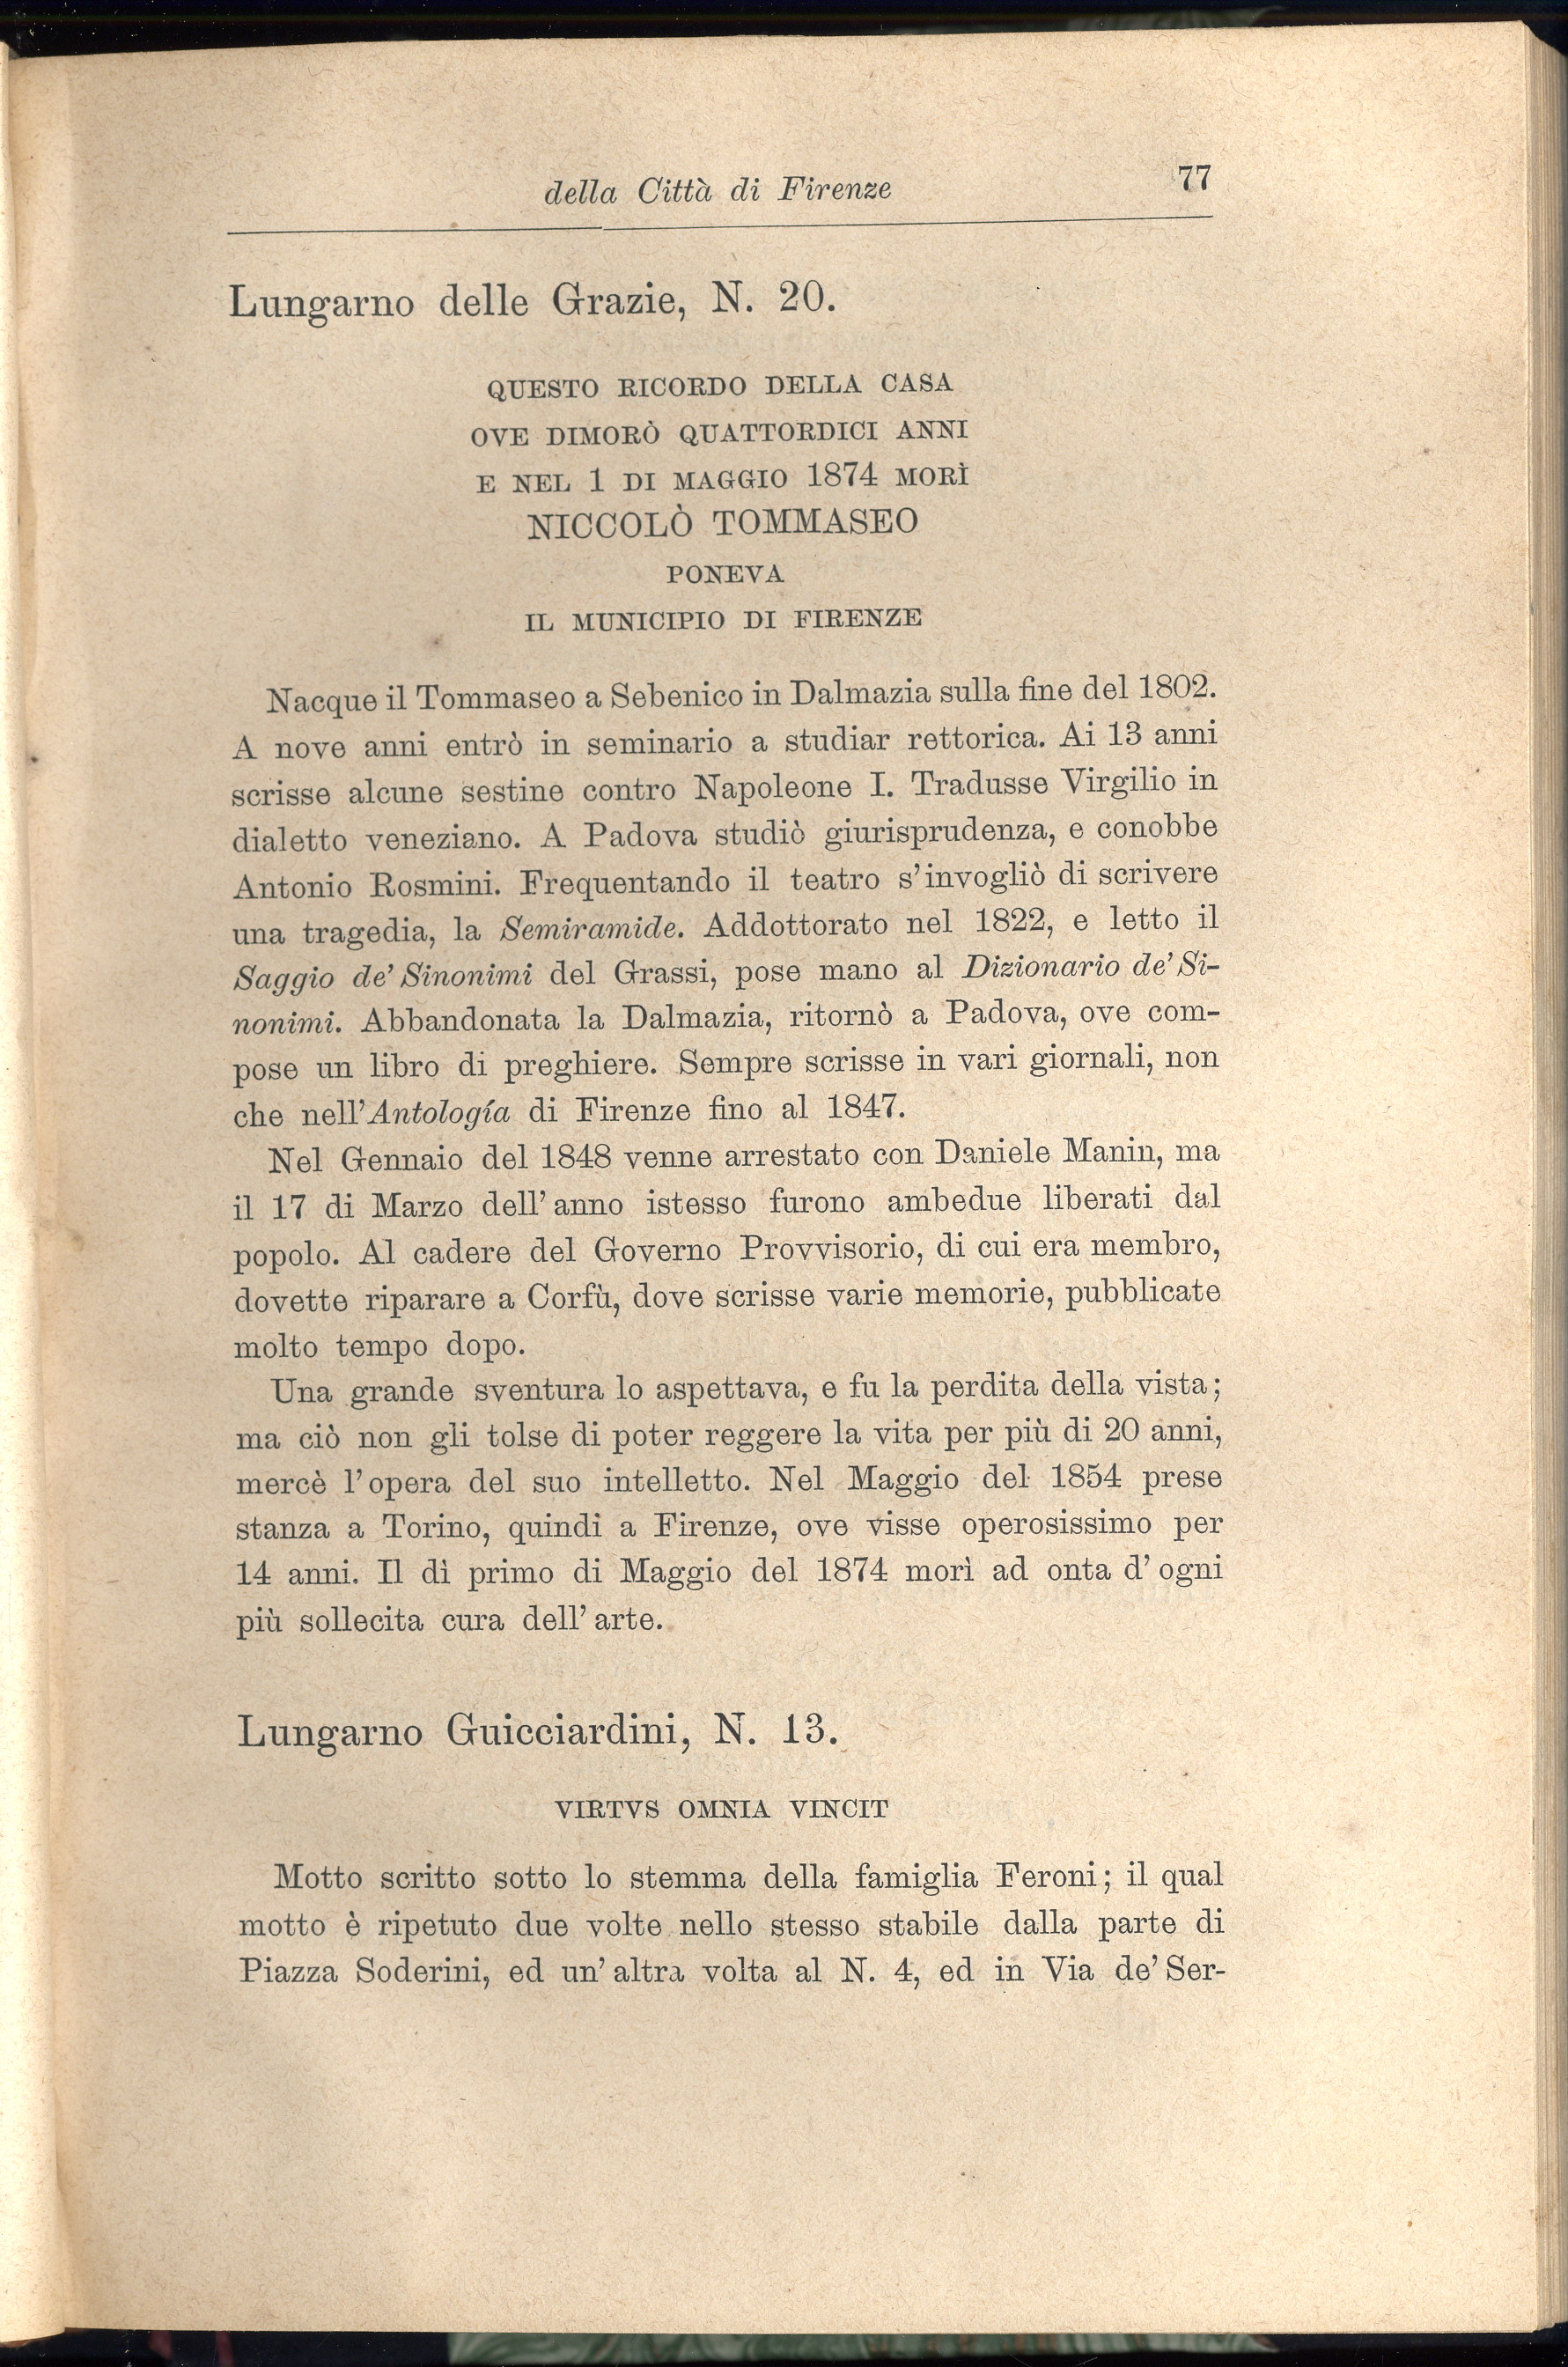 della Città di Firenze 77
Lungarno delle Grazie, N. 20.
QUESTO RICORDO DELLA CASA
OVE DIMORÒ QUATTORDICI ANNI
E NEL 1 DI MAGGIO 1874 MORÌ
NICCOLÒ TOMMASEO
PONEVA
IL MUNICIPIO DI FIRENZE
Nacque il Tommaseo a Sebenico in Dalmazia sulla fine del 1802.
A nove anni entrò in seminario a studiar rettorica. Ai 13 anni
scrisse alcune sestine contro Napoleone I. Tradusse Virgilio in
dialetto veneziano. A Padova studiò giurisprudenza, e conobbe
Antonio Rosmini. Frequentando il teatro s'invogliò di scrivere
una tragedia, la Semiramide. Addottorato nel 1822, e letto il
Saggio de' Sinonimi del Grassi, pose mano al Dizionario de' Si-
nonimi. Abbandonata la Dalmazia, ritornò a Padova, ove com-
pose un libro di preghiere. Sempre scrisse in vari giornali, non
che nell'Antología di Firenze fino al 1847.
Nel Gennaio del 1848 venne arrestato con Daniele Manin, ma
il 17 di Marzo dell'anno istesso furono ambedue liberati dal
popolo. Al cadere del Governo Provvisorio, di cui era membro,
dovette riparare a Corfù, dove scrisse varie memorie, pubblicate
molto tempo dopo.
Una grande sventura lo aspettava, e fu la perdita della vista;
ma ciò non gli tolse di poter reggere la vita per più di 20 anni,
mercè l'opera del suo intelletto. Nel Maggio del 1854 prese
stanza a Torino, quindi a Firenze, ove visse operosissimo per
14 anni. Il dì primo di Maggio del 1874 morì ad onta d'ogni
più sollecita cura dell'arte.
Lungarno Guicciardini, N. 13.
VIRTVS OMNIA VINCIT
Motto scritto sotto lo stemma della famiglia Feroni; il qual
motto è ripetuto due volte nello stesso stabile dalla parte di
Piazza Soderini, ed un'altra volta al N. 4, ed in Via de' Ser-